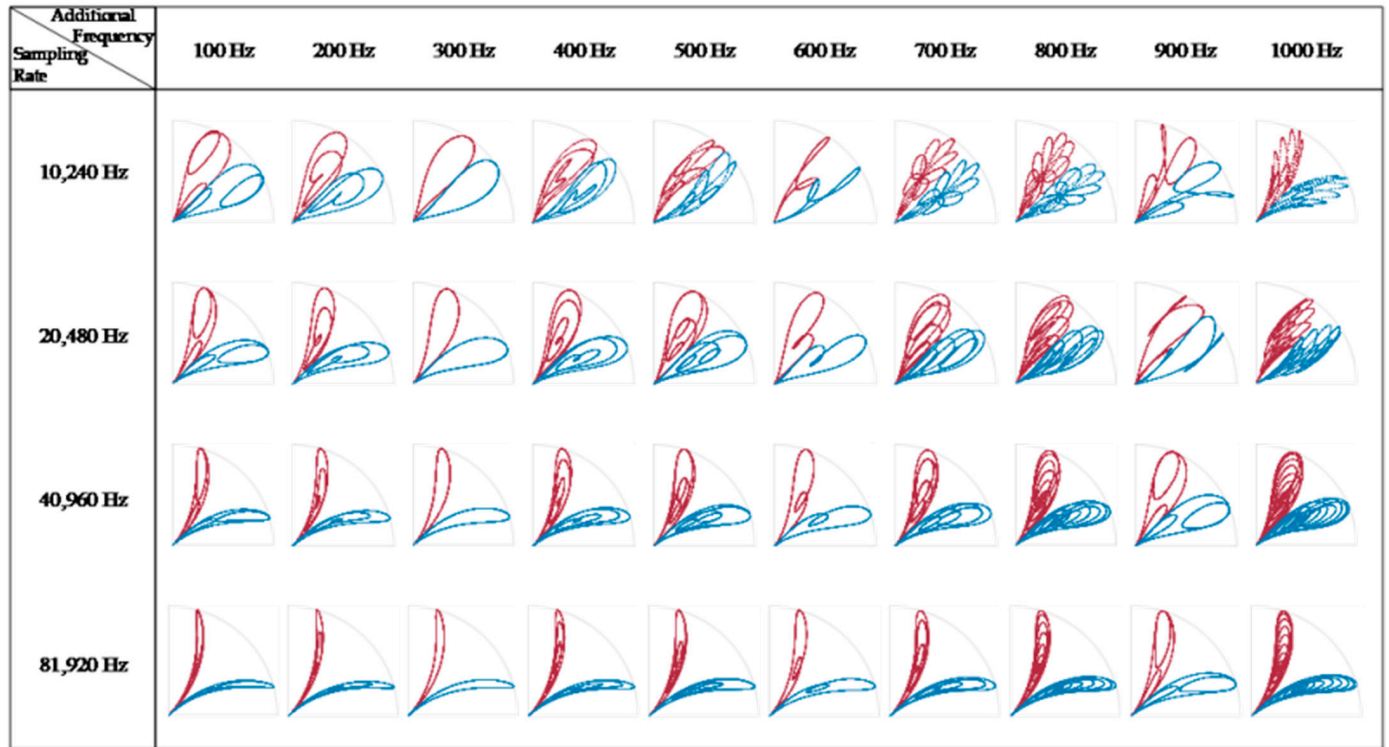 Additional
Frequency
Sampling
Rate
100 Hz 200 Hz 300 Hz 400 Hz 500 Hz 600 Hz 700 Hz 800 Hz 900 Hz 1000 Hz
10,240 Hz
20,480 Hz
40,960 Hz
81,920 Hz